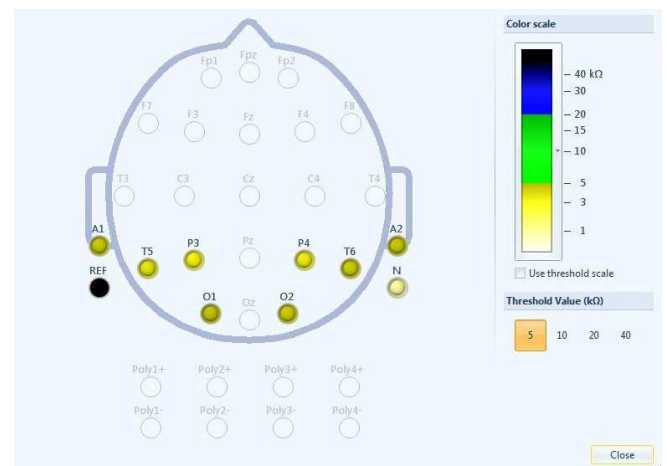 Color scale
Fp1 Fpz Fp2
40 kΩ
30
20
15
10
5
3
1
F7 F3 Fz F4 F8
T3 C3 Cz C4 T4
A1 T5 P3 Pz P4 T6 A2
REF N
O1 Oz O2
Use threshold scale
Threshold Value (kΩ)
5 10 20 40
Poly1+ Poly2+ Poly3+ Poly4+
Poly1- Poly2- Poly3- Poly4-
Close